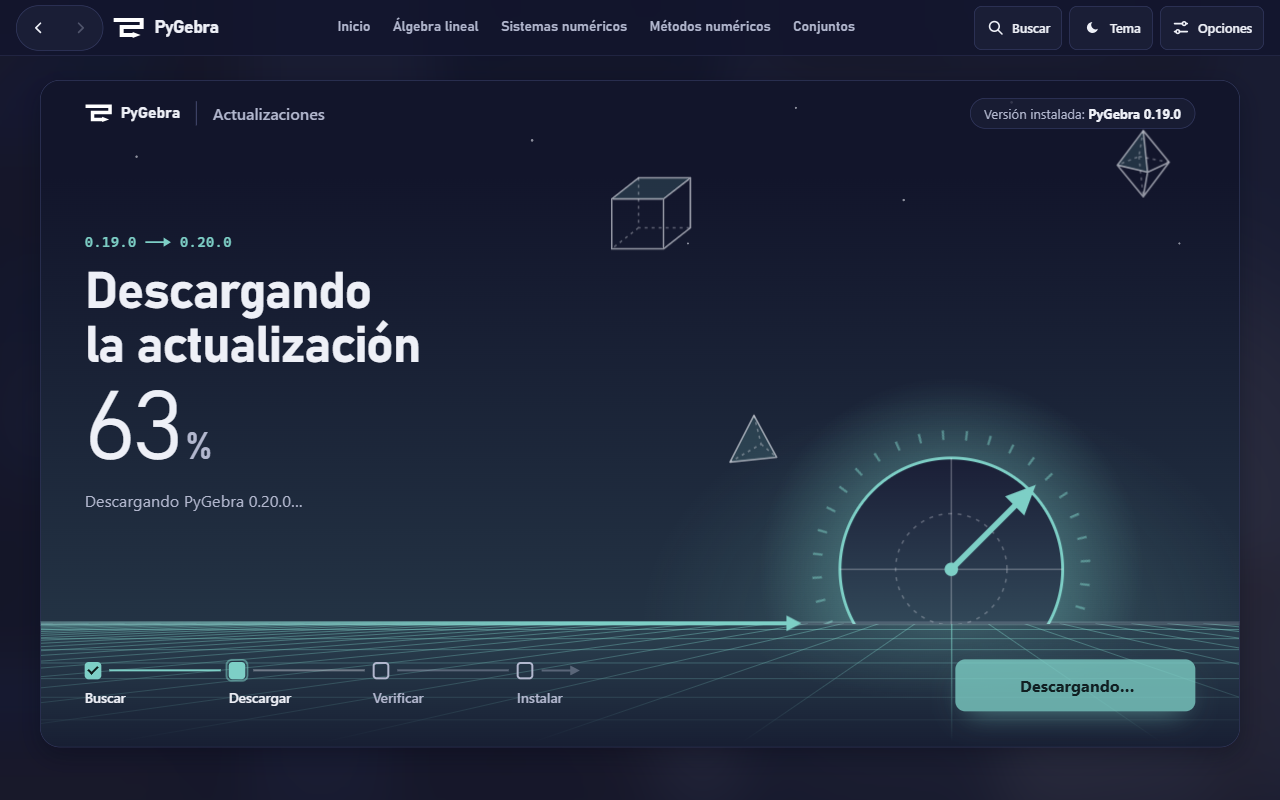 PyGebra
Inicio
Álgebra lineal
Sistemas numéricos
Métodos numéricos
Conjuntos
Buscar
Tema
Opciones
PyGebra
Actualizaciones
Versión instalada: PyGebra 0.19.0
0.19.0 → 0.20.0
Descargando
la actualización
63%
Descargando PyGebra 0.20.0...
Buscar
Descargar
Verificar
Instalar
Descargando...